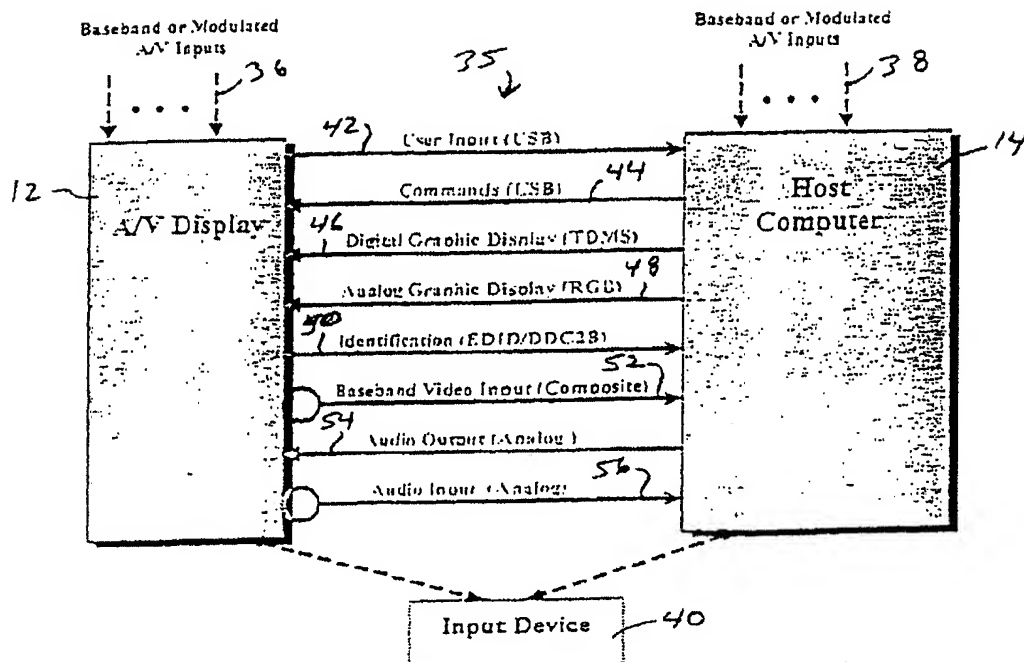 Baseband or Modulated
A/V Inputs
36
35
Baseband or Modulated
A/V Inputs
38
12
A/V Display
14
Host
Computer
42
User Input (USB)
Commands (USB)
44
46
Digital Graphic Display (TDMS)
Analog Graphic Display (RGB)
48
50
Identification (EDID/DDC2B)
52
Baseband Video Input (Composite)
54
Audio Output (Analog)
Audio Input (Analog)
56
Input Device
40